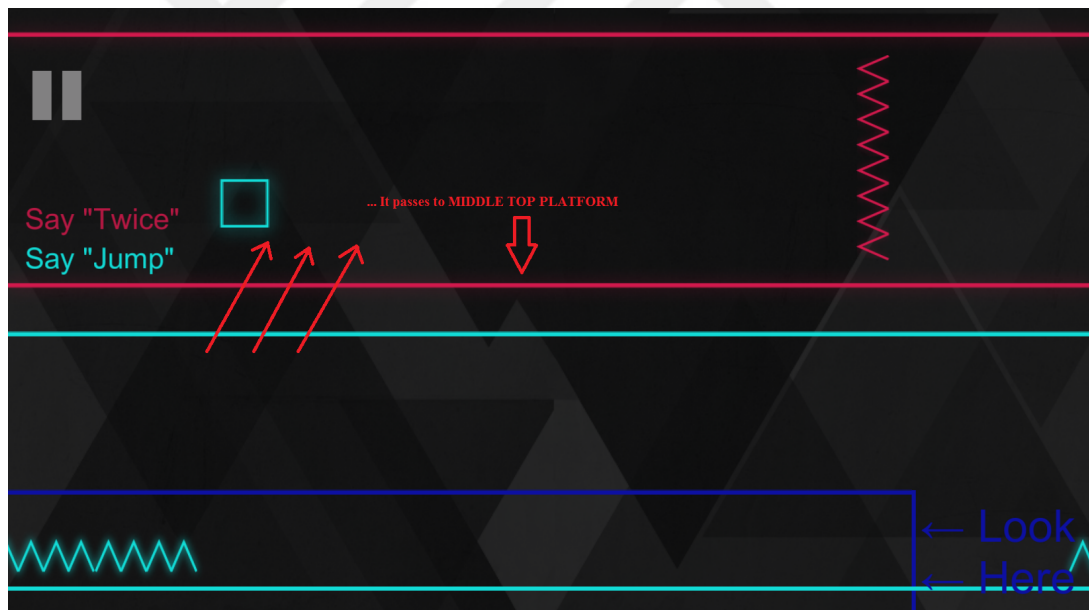 ... It passes to MIDDLE TOP PLATFORM
Say "Twice"
Say "Jump"
← Look
← Here